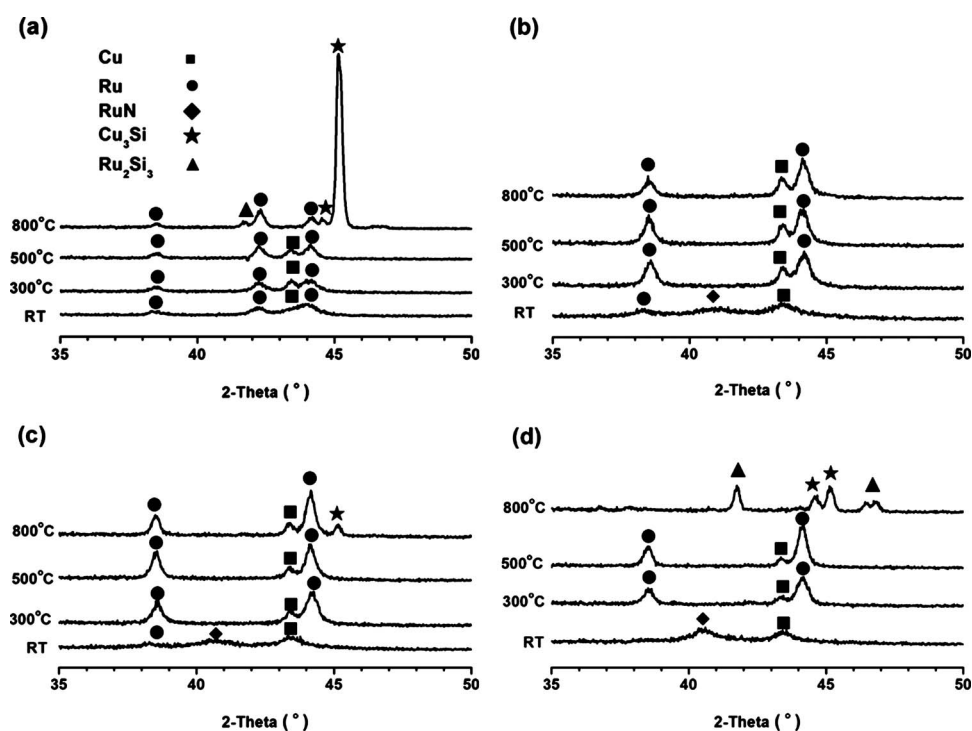 (a)
Cu
Ru
RuN
Cu₃Si
Ru₂Si₃
800°C
500°C
300°C
RT
35 40 45 50
2-Theta (°)
(b)
800°C
500°C
300°C
RT
35 40 45 50
2-Theta (°)
(c)
800°C
500°C
300°C
RT
35 40 45 50
2-Theta (°)
(d)
800°C
500°C
300°C
RT
35 40 45 50
2-Theta (°)